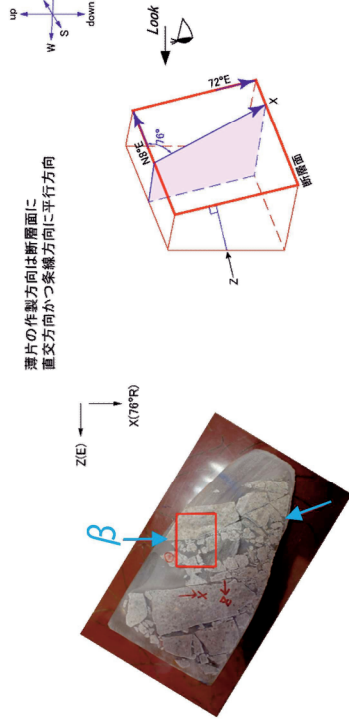 薄片の作製方向は断層面に
直交方向かつ条線方向に平行方向
up
N
E
W
S
down
Look
Z(E)
X(76°R)
β
X
Z
N8°E
72°E
76°
X
Z
断層面